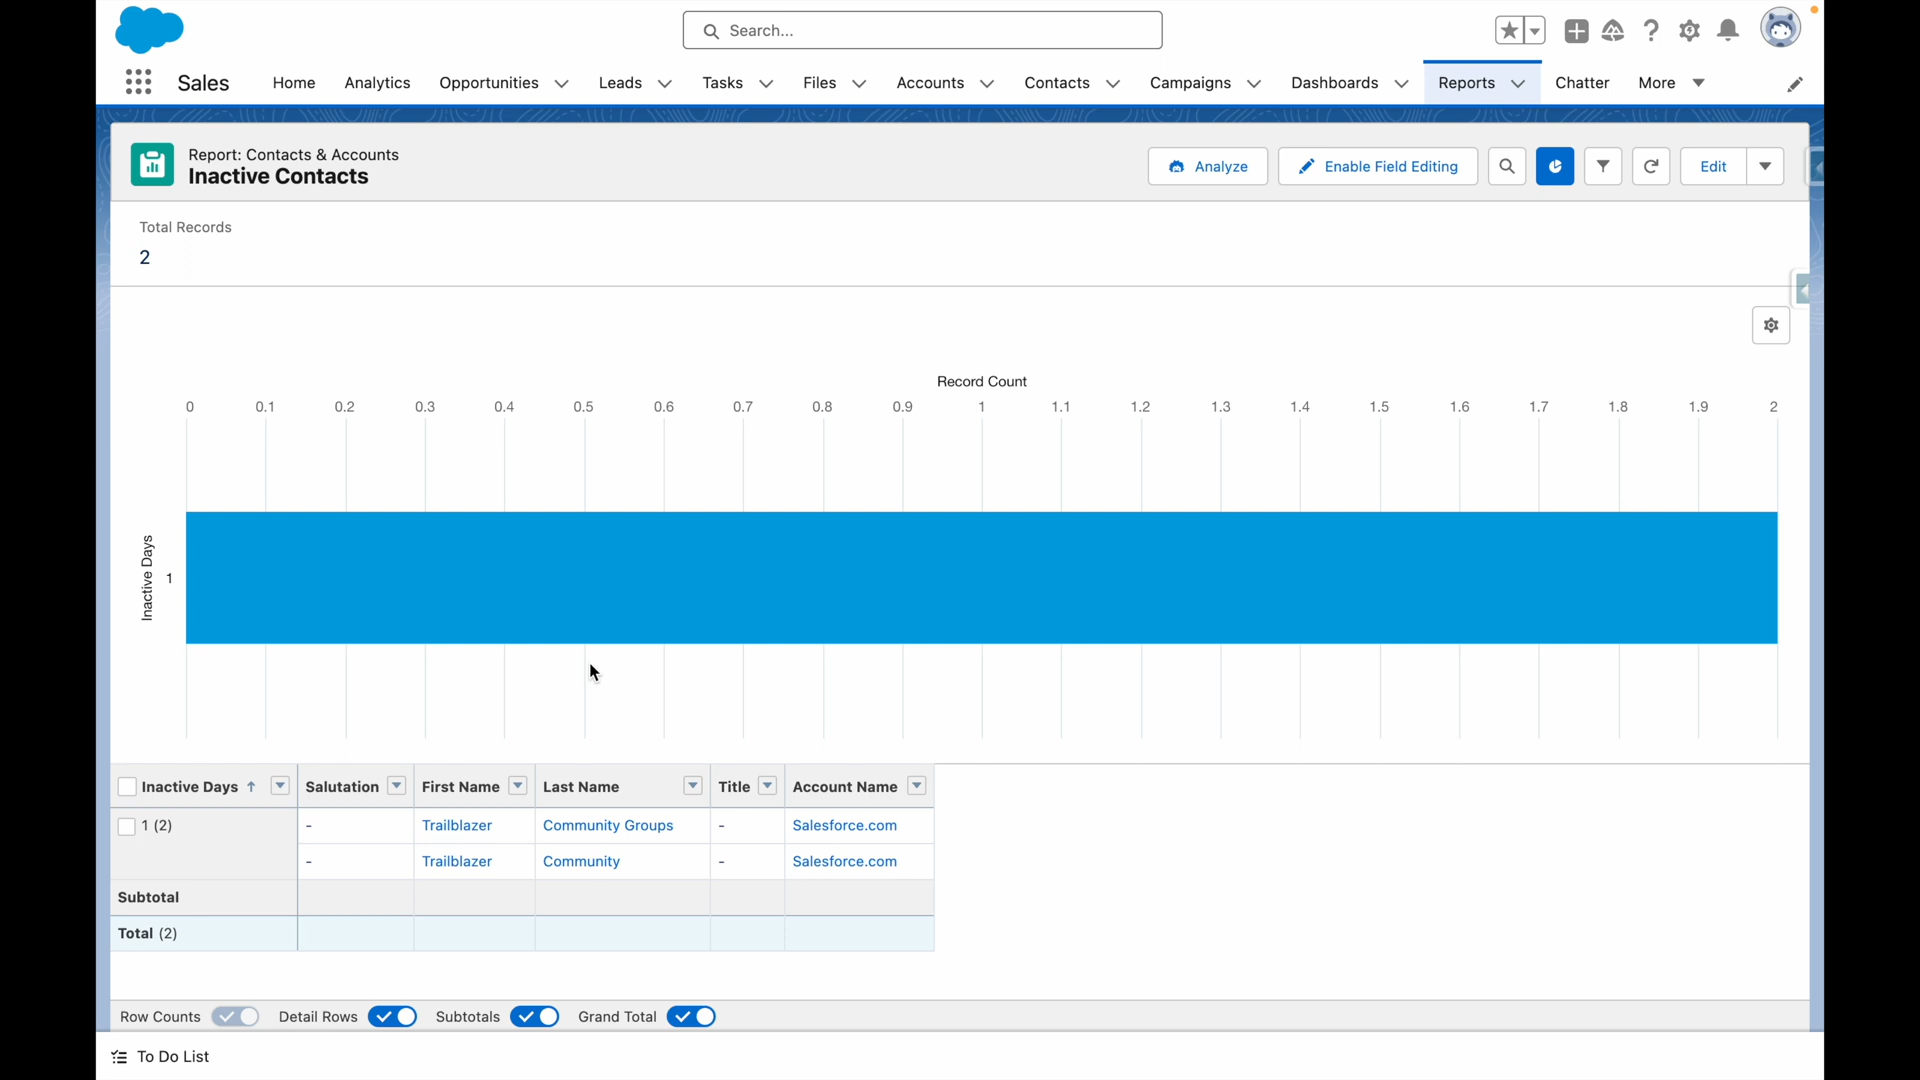 Search...
Sales
Home
Analytics
Opportunities
Leads
Tasks
Files
Accounts
Contacts
Campaigns
Dashboards
Reports
Chatter
More
Report: Contacts & Accounts
Inactive Contacts
Analyze
Enable Field Editing
Edit
Total Records
2
Record Count
0 0.1 0.2 0.3 0.4 0.5 0.6 0.7 0.8 0.9 1 1.1 1.2 1.3 1.4 1.5 1.6 1.7 1.8 1.9 2
Inactive Days
1
Inactive Days ↑ Salutation First Name Last Name Title Account Name
1 (2) - Trailblazer Community Groups - Salesforce.com
- Trailblazer Community - Salesforce.com
Subtotal
Total (2)
Row Counts Detail Rows Subtotals Grand Total
To Do List